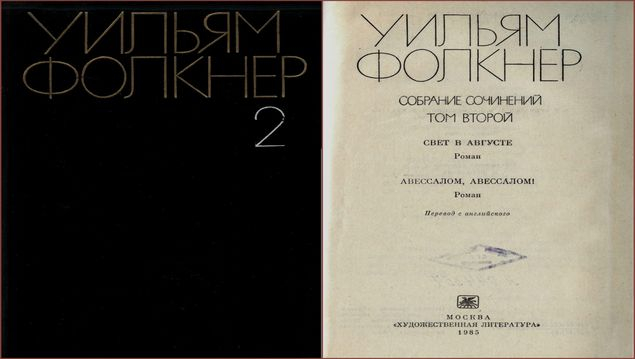 УИЛЬЯМ
ФОЛКНЕР
2
УИЛЬЯМ
ФОЛКНЕР
СОБРАНИЕ СОЧИНЕНИЙ
ТОМ ВТОРОЙ
СВЕТ В АВГУСТЕ
Роман
АВЕССАЛОМ, АВЕССАЛОМ!
Роман
Перевод с английского
МОСКВА
«ХУДОЖЕСТВЕННАЯ ЛИТЕРАТУРА»
1985